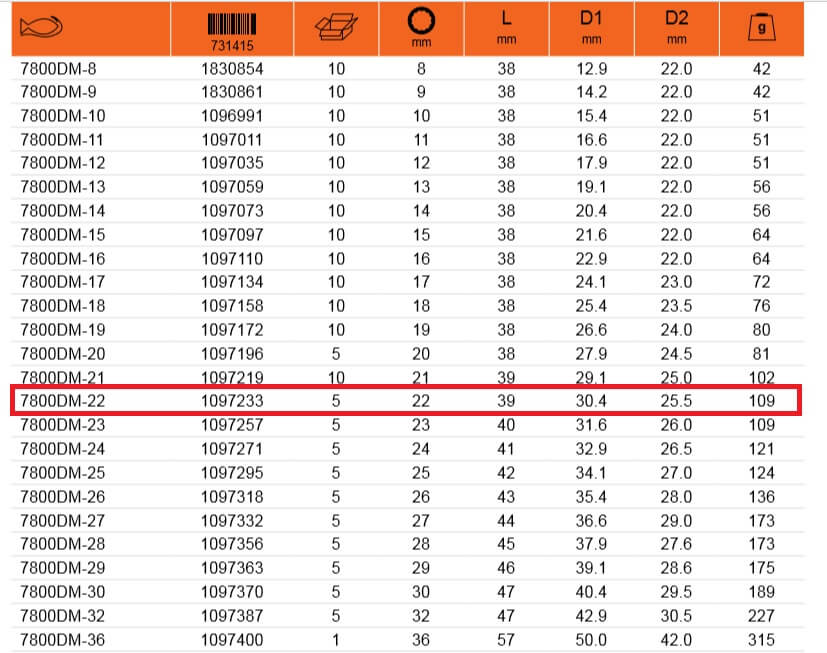 731415 mm L mm D1 mm D2 mm g
7800DM-8 1830854 10 8 38 12.9 22.0 42
7800DM-9 1830861 10 9 38 14.2 22.0 42
7800DM-10 1096991 10 10 38 15.4 22.0 51
7800DM-11 1097011 10 11 38 16.6 22.0 51
7800DM-12 1097035 10 12 38 17.9 22.0 51
7800DM-13 1097059 10 13 38 19.1 22.0 56
7800DM-14 1097073 10 14 38 20.4 22.0 56
7800DM-15 1097097 10 15 38 21.6 22.0 64
7800DM-16 1097110 10 16 38 22.9 22.0 64
7800DM-17 1097134 10 17 38 24.1 23.0 72
7800DM-18 1097158 10 18 38 25.4 23.5 76
7800DM-19 1097172 10 19 38 26.6 24.0 80
7800DM-20 1097196 5 20 38 27.9 24.5 81
7800DM-21 1097219 10 21 39 29.1 25.0 102
7800DM-22 1097233 5 22 39 30.4 25.5 109
7800DM-23 1097257 5 23 40 31.6 26.0 109
7800DM-24 1097271 5 24 41 32.9 26.5 121
7800DM-25 1097295 5 25 42 34.1 27.0 124
7800DM-26 1097318 5 26 43 35.4 28.0 136
7800DM-27 1097332 5 27 44 36.6 29.0 173
7800DM-28 1097356 5 28 45 37.9 27.6 173
7800DM-29 1097363 5 29 46 39.1 28.6 175
7800DM-30 1097370 5 30 47 40.4 29.5 189
7800DM-32 1097387 5 32 47 42.9 30.5 227
7800DM-36 1097400 1 36 57 50.0 42.0 315